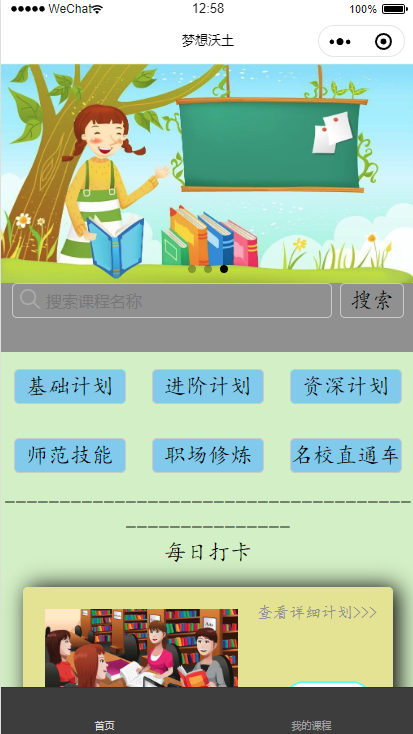 WeChat
12:58
100%
梦想沃土
搜索课程名称
搜索
基础计划
进阶计划
资深计划
师范技能
职场修炼
名校直通车
每日打卡
查看详细计划>>>
首页
我的课程